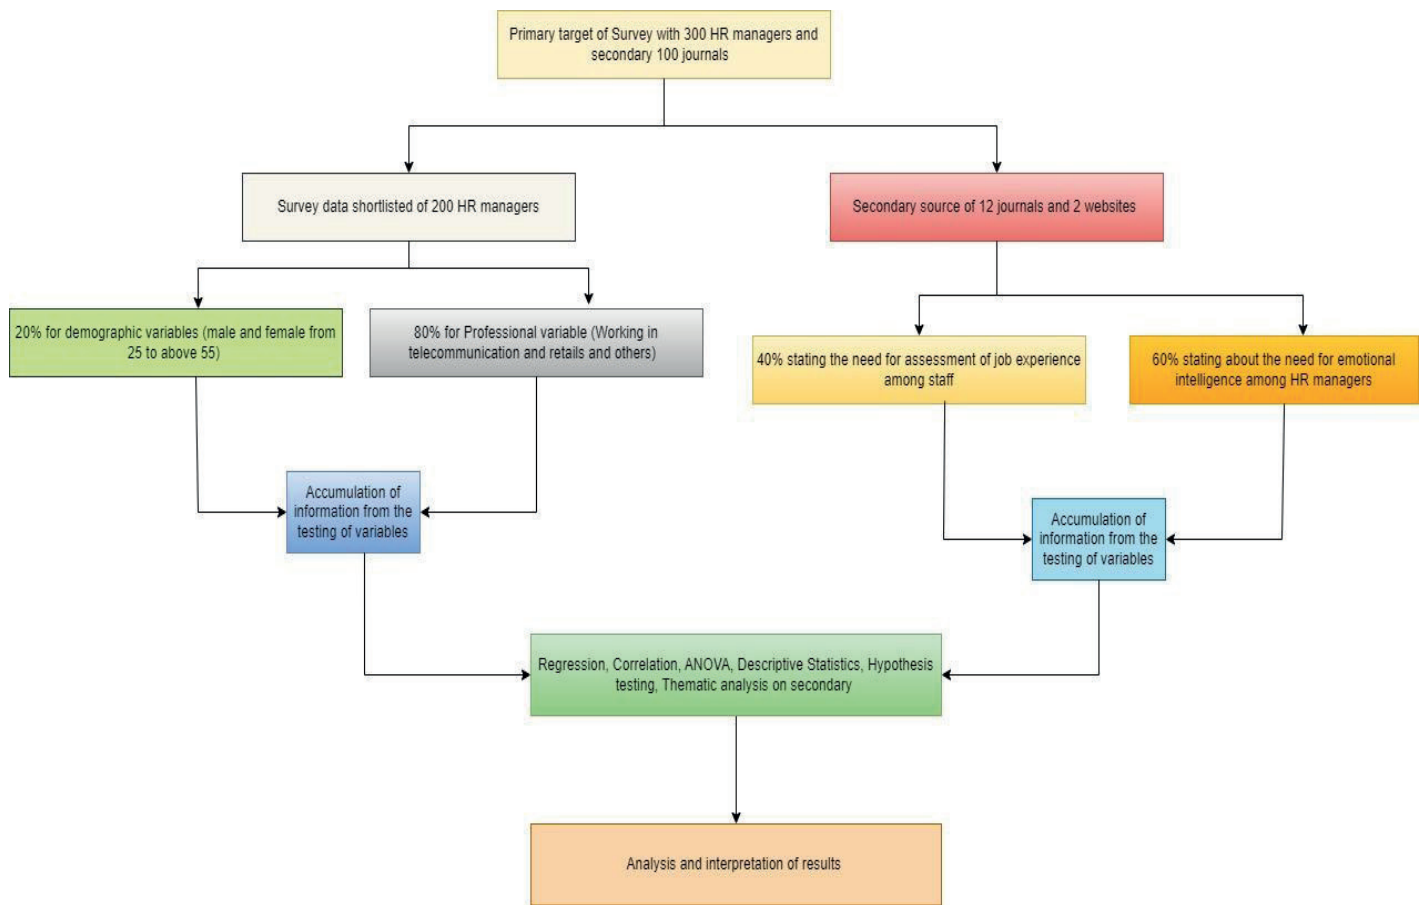 Primary target of Survey with 300 HR managers and
secondary 100 journals
Survey data shortlisted of 200 HR managers
Secondary source of 12 journals and 2 websites
20% for demographic variables (male and female from
25 to above 55)
80% for Professional variable (Working in
telecommunication and retails and others)
40% stating the need for assessment of job experience
among staff
60% stating about the need for emotional
intelligence among HR managers
Accumulation of
information from the
testing of variables
Accumulation of
information from the
testing of variables
Regression, Correlation, ANOVA, Descriptive Statistics, Hypothesis
testing, Thematic analysis on secondary
Analysis and interpretation of results